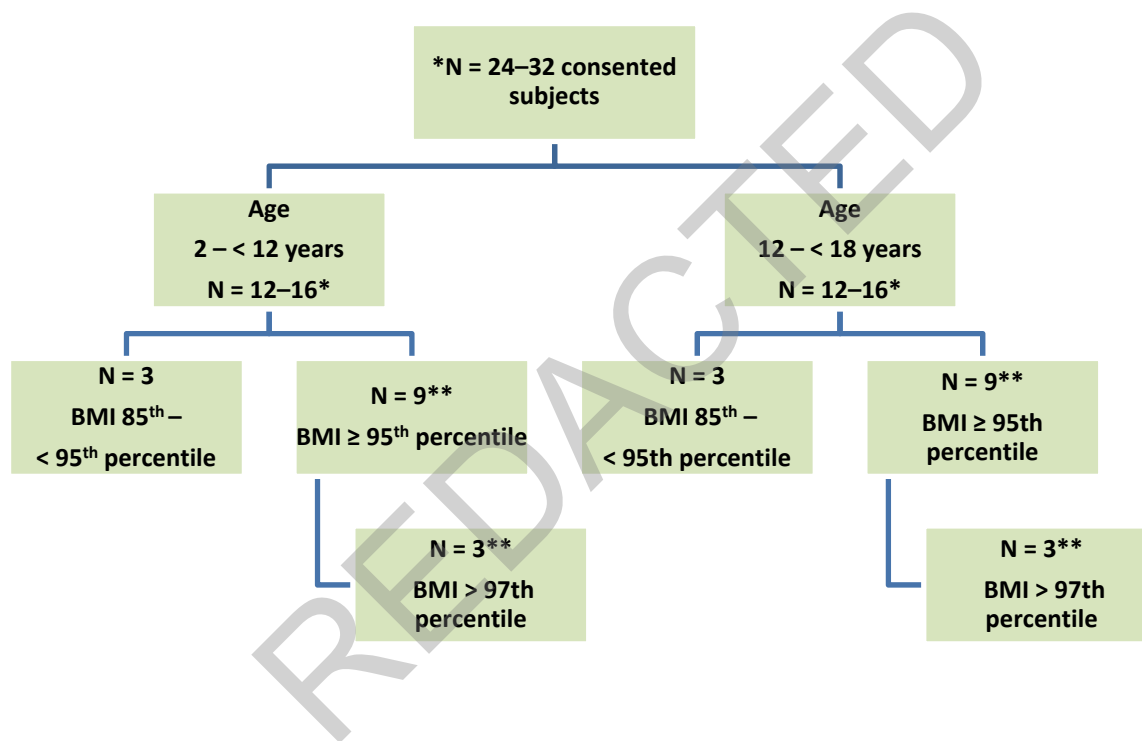 *N = 24–32 consented
subjects
Age
2 – < 12 years
N = 12–16*
Age
12 – < 18 years
N = 12–16*
N = 3
BMI 85th –
< 95th percentile
N = 9**
BMI ≥ 95th percentile
N = 3
BMI 85th –
< 95th percentile
N = 9**
BMI ≥ 95th
percentile
N = 3**
BMI > 97th
percentile
N = 3**
BMI > 97th
percentile
REDACTED